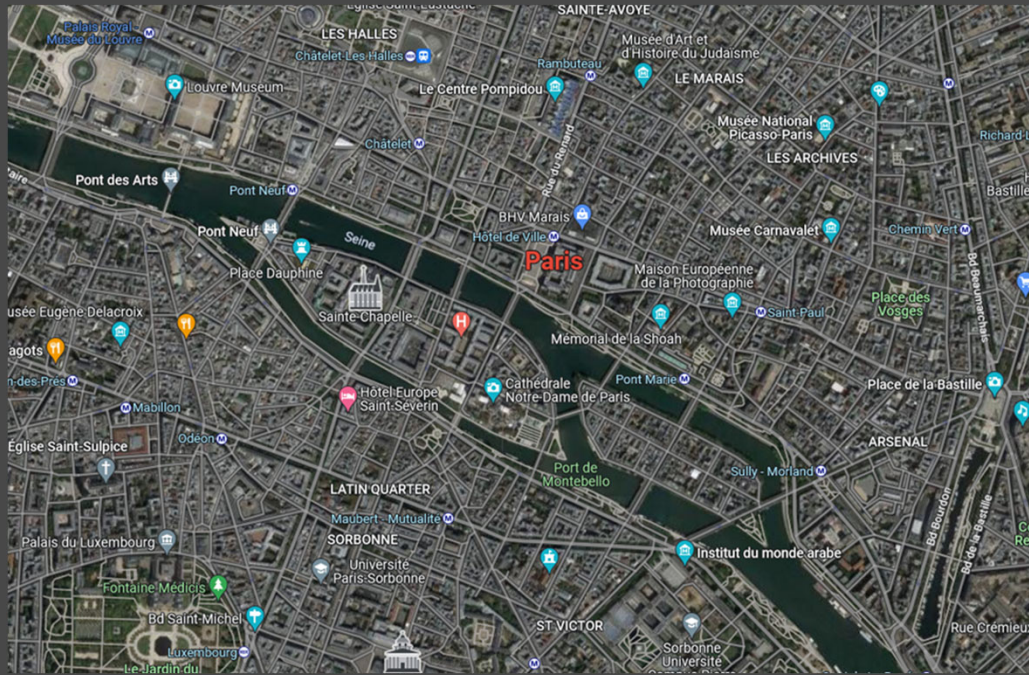 Église Saint-Eustache
SAINTE-AVOYE
Palais Royal
Musée du Louvre
LES HALLES
Châtelet-Les Halles
Musée d'Art et
d'Histoire du Judaïsme
Rambuteau
LE MARAIS
Louvre Museum
Le Centre Pompidou
Musée National
Picasso-Paris
Richard-L
Châtelet
LES ARCHIVES
Rue du Renard
Bastille
Pont des Arts
Pont Neuf
BHV Marais
Pont Neuf
Seine
Hôtel de Ville
Musée Carnavalet
Chemin Vert
Paris
Place Dauphine
Maison Européenne
de la Photographie
Bd Beaumarchais
Place des
Vosges
Sainte-Chapelle
usée Eugène Delacroix
H
Saint-Paul
Mémorial de la Shoah
agots
n-des-Prés
Pont Marie
Cathédrale
Notre-Dame de Paris
Place de la Bastille
Hôtel Europe
Saint Séverin
Mabillon
Odéon
Église Saint-Sulpice
ARSENAL
Port de
Montebello
Sully - Morland
LATIN QUARTER
Maubert - Mutualité
Bd Bourdon
Bd de la Bastille
SORBONNE
Palais du Luxembourg
Institut du monde arabe
Université
Paris-Sorbonne
Fontaine Médicis
Bd Saint-Michel
ST VICTOR
Rue Crémieux
Luxembourg
Sorbonne
Université
Le Jardin du